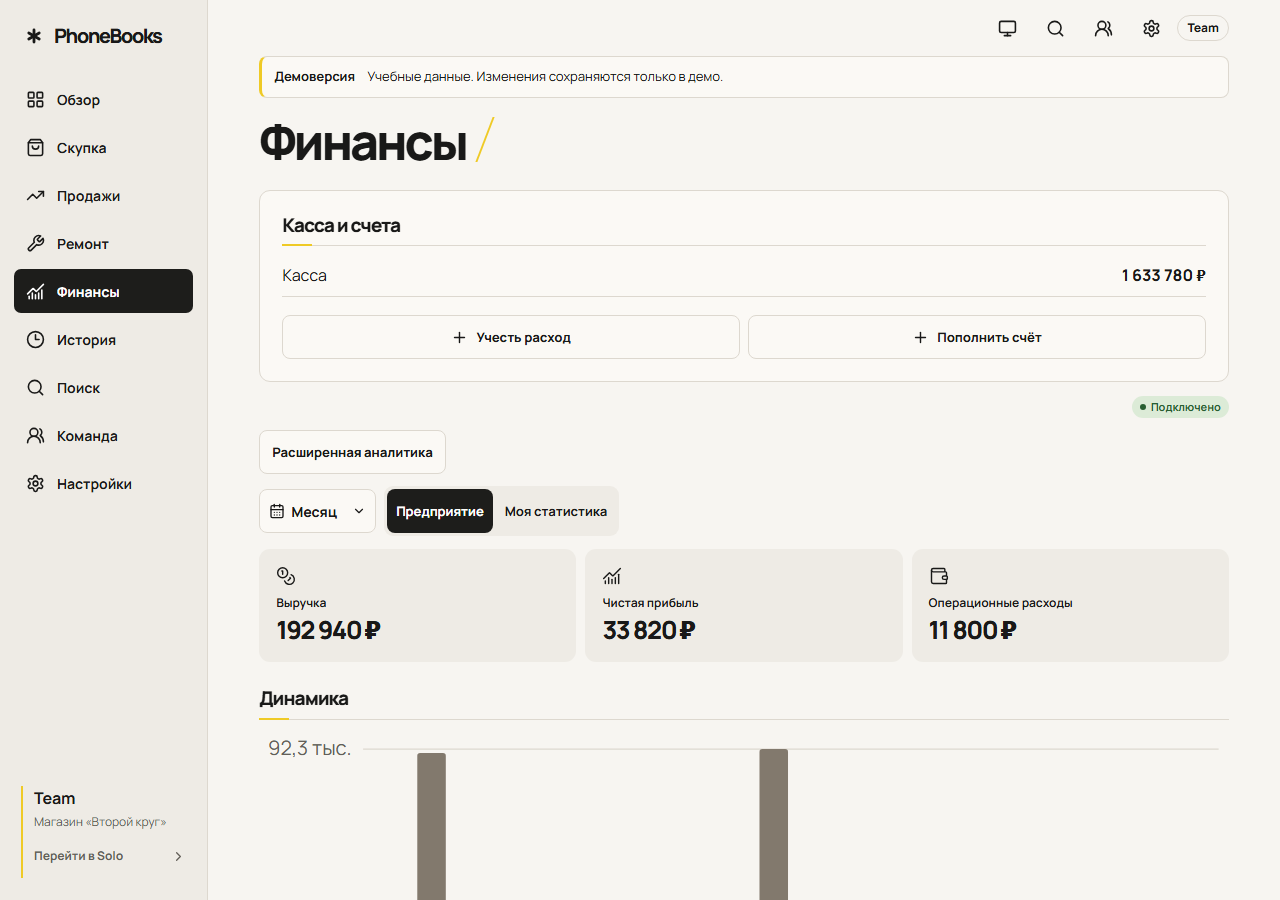 PhoneBooks
Обзор
Скупка
Продажи
Ремонт
Финансы
История
Поиск
Команда
Настройки
Team
Магазин «Второй круг»
Перейти в Solo
Team
Демоверсия Учебные данные. Изменения сохраняются только в демо.
Финансы
Касса и счета
Касса 1 633 780 ₽
Учесть расход Пополнить счёт
Подключено
Расширенная аналитика
Месяц Предприятие Моя статистика
Выручка
192 940 ₽
Чистая прибыль
33 820 ₽
Операционные расходы
11 800 ₽
Динамика
92,3 тыс.